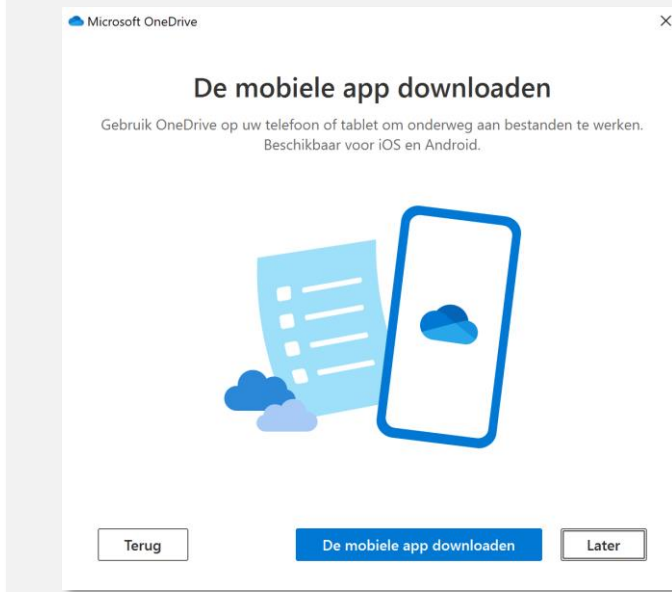 Microsoft OneDrive
De mobiele app downloaden
Gebruik OneDrive op uw telefoon of tablet om onderweg aan bestanden te werken.
Beschikbaar voor iOS en Android.
Terug
De mobiele app downloaden
Later